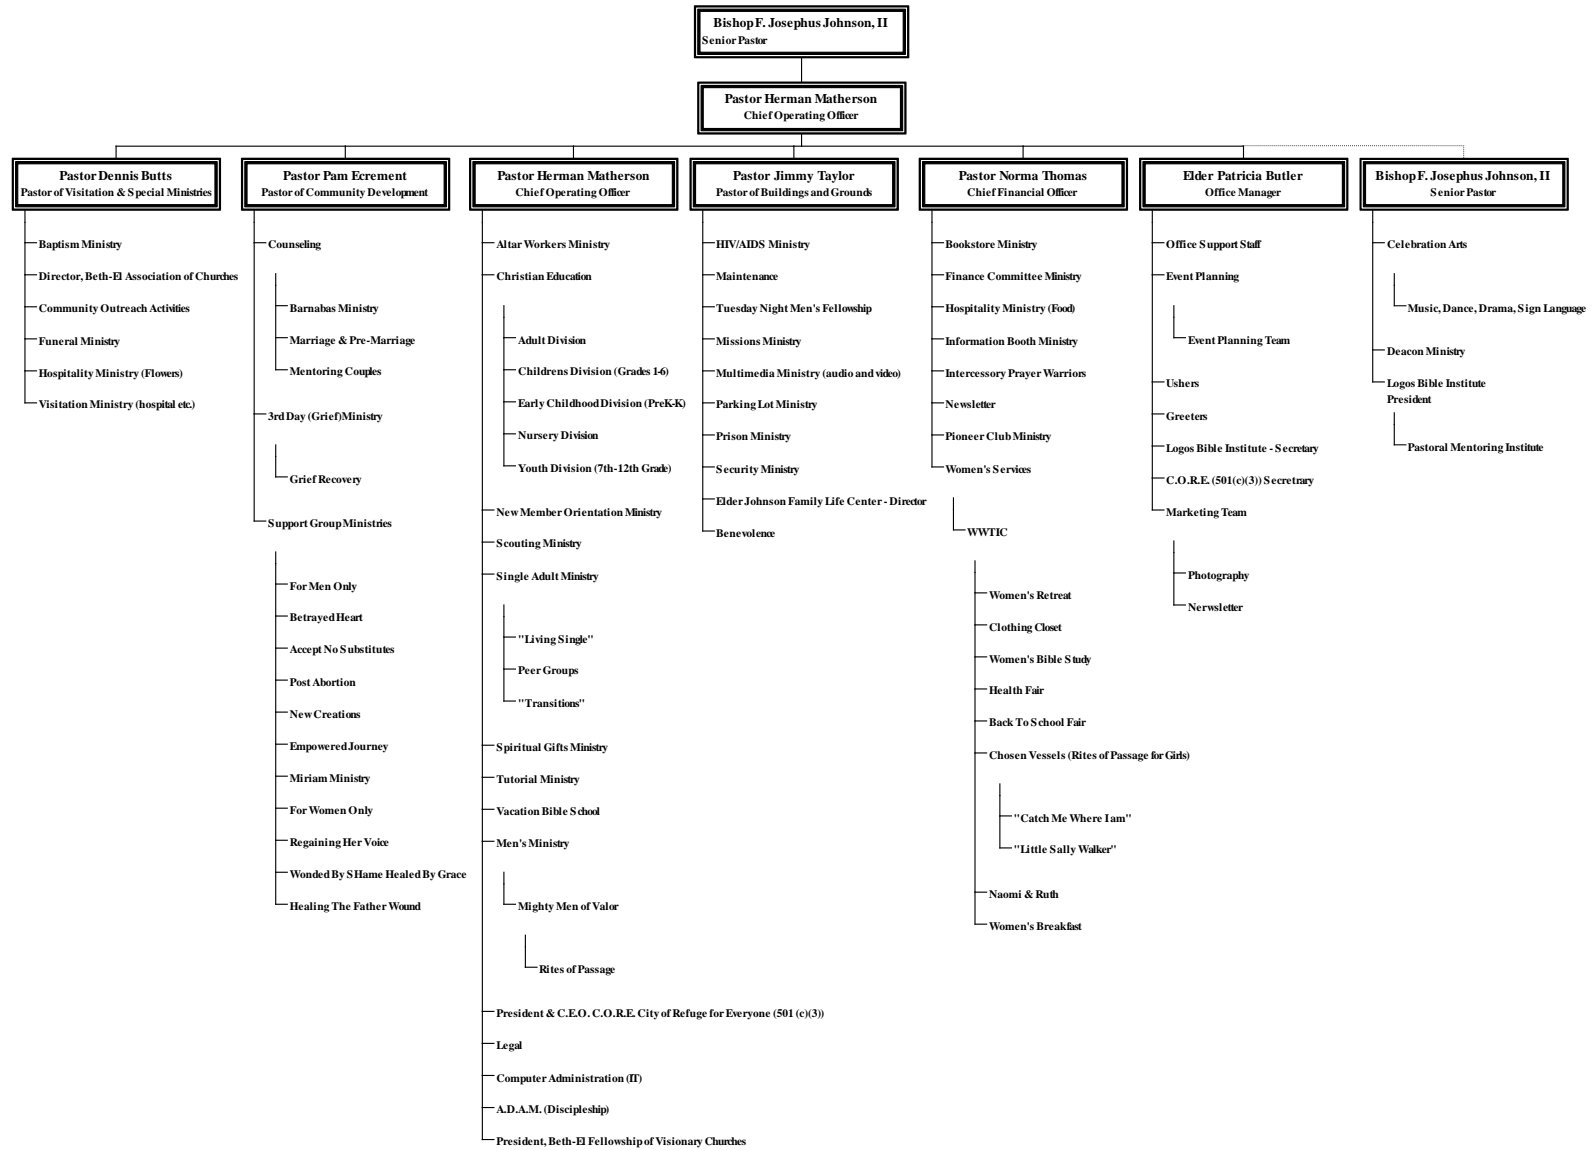 Bishop F. Josephus Johnson, II
Senior Pastor
Pastor Herman Matherson
Chief Operating Officer
Pastor Dennis Butts
Pastor of Visitation & Special Ministries
Baptism Ministry
Director, Beth-El Association of Churches
Community Outreach Activities
Funeral Ministry
Hospitality Ministry (Flowers)
Visitation Ministry (hospital etc.)
Pastor Pam Ecrement
Pastor of Community Development
Counseling
Barnabas Ministry
Marriage & Pre-Marriage
Mentoring Couples
3rd Day (Grief)Ministry
Grief Recovery
Support Group Ministries
For Men Only
Betrayed Heart
Accept No Substitutes
Post Abortion
New Creations
Empowered Journey
Miriam Ministry
For Women Only
Regaining Her Voice
Wonded By SHame Healed By Grace
Healing The Father Wound
Pastor Herman Matherson
Chief Operating Officer
Altar Workers Ministry
Christian Education
Adult Division
Childrens Division (Grades 1-6)
Early Childhood Division (PreK-K)
Nursery Division
Youth Division (7th-12th Grade)
New Member Orientation Ministry
Scouting Ministry
Single Adult Ministry
"Living Single"
Peer Groups
"Transitions"
Spiritual Gifts Ministry
Tutorial Ministry
Vacation Bible School
Men's Ministry
Mighty Men of Valor
Rites of Passage
President & C.E.O. C.O.R.E. City of Refuge for Everyone (501 (c)(3))
Legal
Computer Administration (IT)
A.D.A.M. (Discipleship)
President, Beth-El Fellowship of Visionary Churches
Pastor Jimmy Taylor
Pastor of Buildings and Grounds
HIV/AIDS Ministry
Maintenance
Tuesday Night Men's Fellowship
Missions Ministry
Multimedia Ministry (audio and video)
Parking Lot Ministry
Prison Ministry
Security Ministry
Elder Johnson Family Life Center - Director
Benevolence
Pastor Norma Thomas
Chief Financial Officer
Bookstore Ministry
Finance Committee Ministry
Hospitality Ministry (Food)
Information Booth Ministry
Intercessory Prayer Warriors
Newsletter
Pioneer Club Ministry
Women's Services
WWTIC
Women's Retreat
Clothing Closet
Women's Bible Study
Health Fair
Back To School Fair
Chosen Vessels (Rites of Passage for Girls)
"Catch Me Where I am"
"Little Sally Walker"
Naomi & Ruth
Women's Breakfast
Elder Patricia Butler
Office Manager
Office Support Staff
Event Planning
Event Planning Team
Ushers
Greeters
Logos Bible Institute - Secretary
C.O.R.E. (501(c)(3)) Secretrary
Marketing Team
Photography
Nerwsletter
Bishop F. Josephus Johnson, II
Senior Pastor
Celebration Arts
Music, Dance, Drama, Sign Language
Deacon Ministry
Logos Bible Institute
President
Pastoral Mentoring Institute